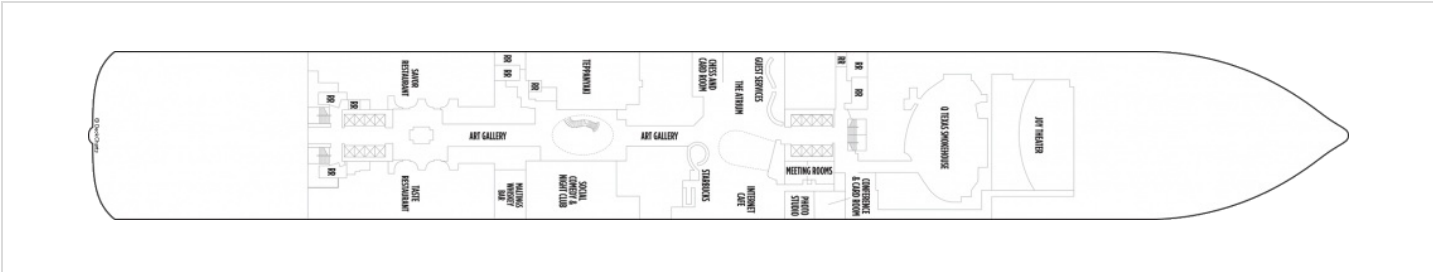 SAVOR
RESTAURANT
RR
RR
RR
RR
RR
TEPPANYAKI
CHESS AND
CARD ROOM
GUEST SERVICES
THE ATRIUM
RR
RR
RR
ART GALLERY
ART GALLERY
Q TEXAS SMOKEHOUSE
JOY THEATER
RR
TASTE
RESTAURANT
MALTINGS
WHISKEY
BAR
SOCIAL
COMEDY &
NIGHT CLUB
STARBUCKS
INTERNET
CAFE
MEETING ROOMS
PHOTO
STUDIO
CONFERENCE
& CARD ROOM